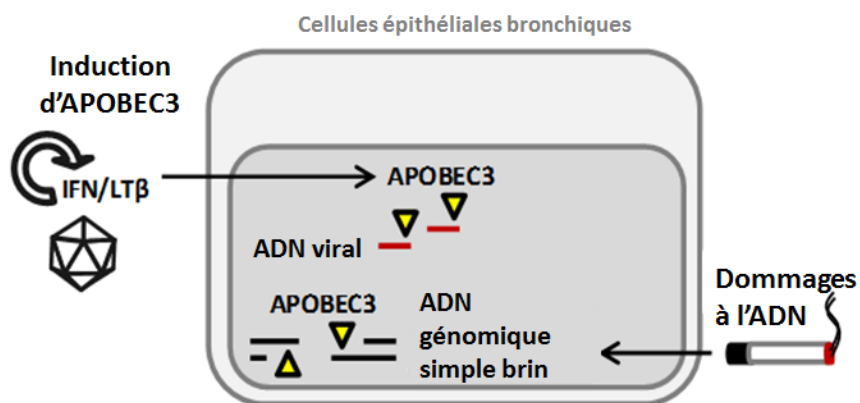 Cellules épithéliales bronchiques
Induction
d'APOBEC3
IFN/LTβ
APOBEC3
ADN viral
APOBEC3
ADN
génomique
simple brin
Dommages
à l'ADN